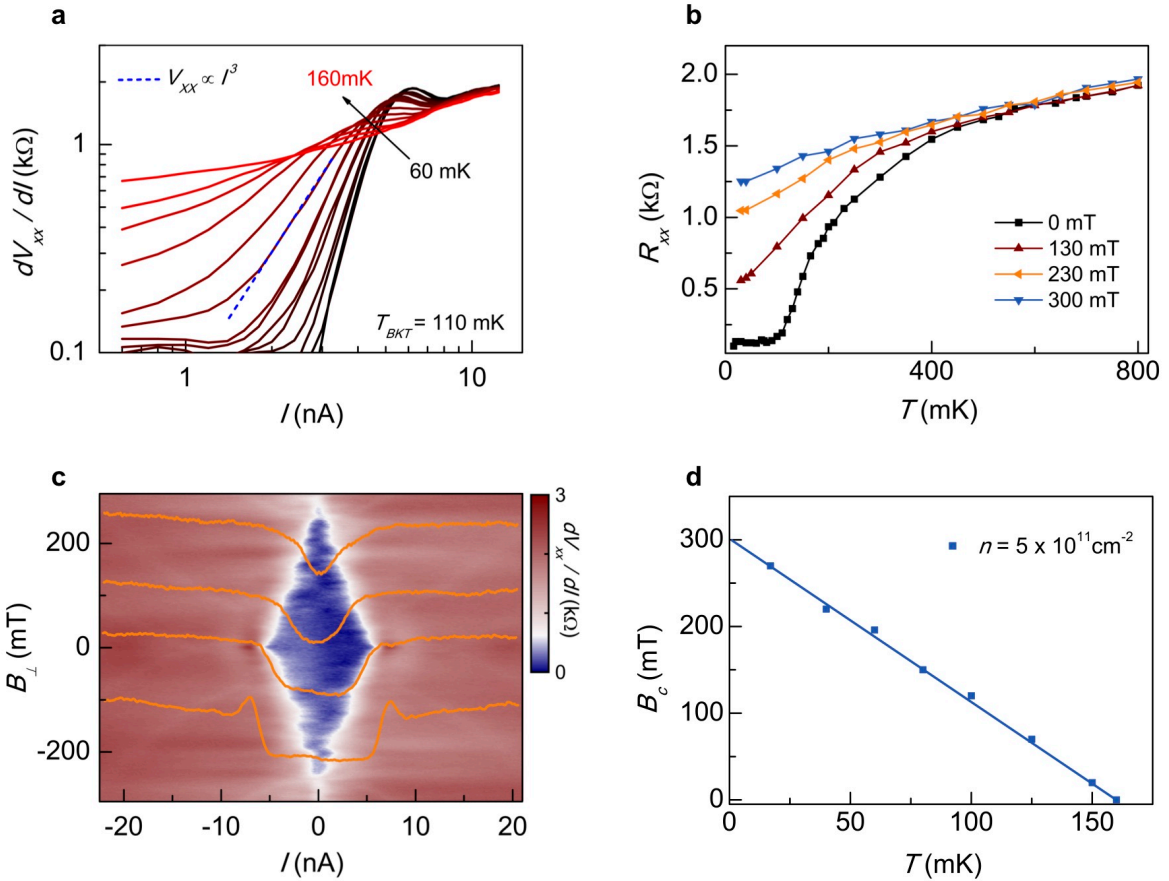 a
V_xx ∝ I^3
160mK
60 mK
T_BKT = 110 mK
1
0.1
1
10
dV_xx / dI (kΩ)
I (nA)
b
2.0
1.5
1.0
0.5
0
400
800
R_xx (kΩ)
T (mK)
0 mT
130 mT
230 mT
300 mT
c
200
0
-200
-20
-10
0
10
20
B_⊥ (mT)
I (nA)
3
0
dV_xx / dI (kΩ)
d
n = 5 x 10^11 cm^-2
300
200
100
0
0
50
100
150
B_c (mT)
T (mK)